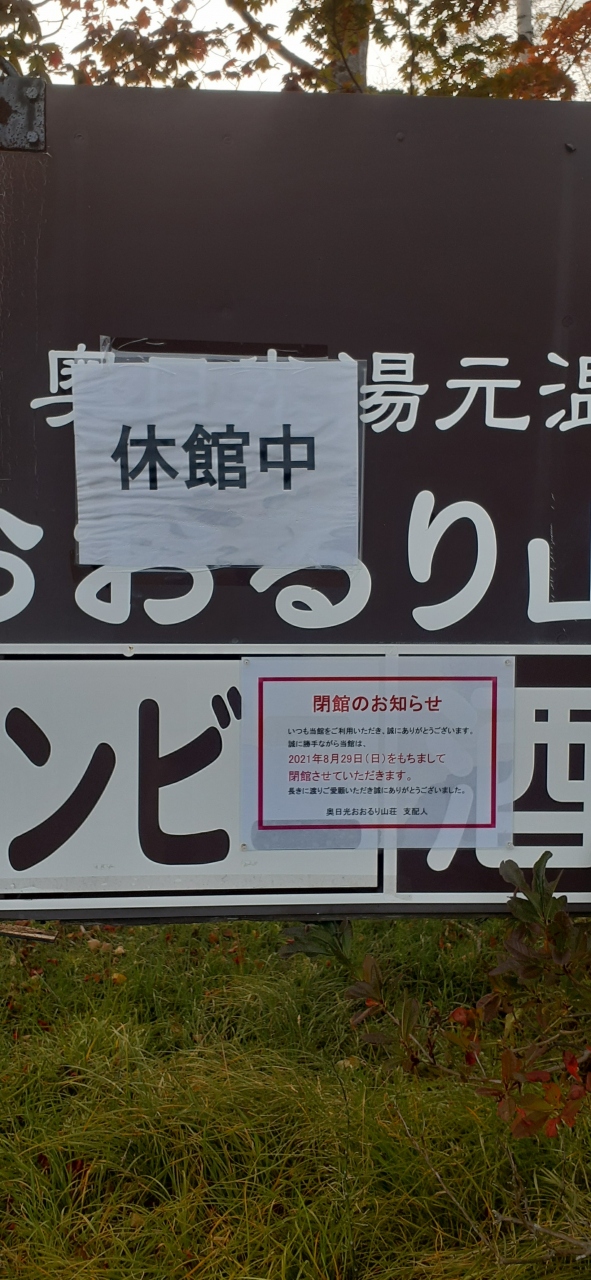 奥
湯元温
休館中
おおるり山
ンビ
酒
閉館のお知らせ
いつも当館をご利用いただき、誠にありがとうございます。
誠に勝手ながら当館は、
2021年8月29日(日)をもちまして
閉館させていただきます。
長きに渡りご愛顧いただき誠にありがとうございました。
奥日光おおるり山荘 支配人